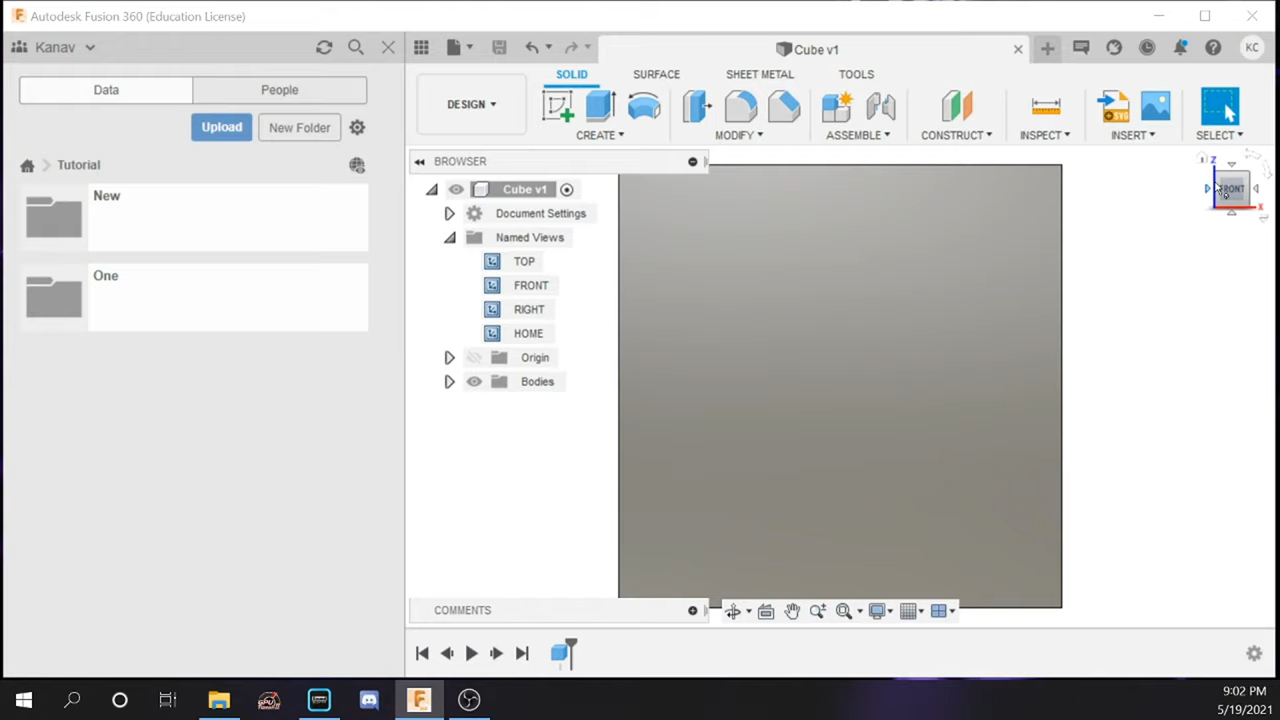 Autodesk Fusion 360 (Education License)
Kanav
Cube v1
KC
Data
People
Upload
New Folder
Tutorial
New
One
SOLID
SURFACE
SHEET METAL
TOOLS
DESIGN
CREATE
MODIFY
ASSEMBLE
CONSTRUCT
INSPECT
INSERT
SELECT
SVG
BROWSER
Cube v1
Document Settings
Named Views
TOP
FRONT
RIGHT
HOME
Origin
Bodies
Z
FRONT
X
COMMENTS
9:02 PM
5/19/2021